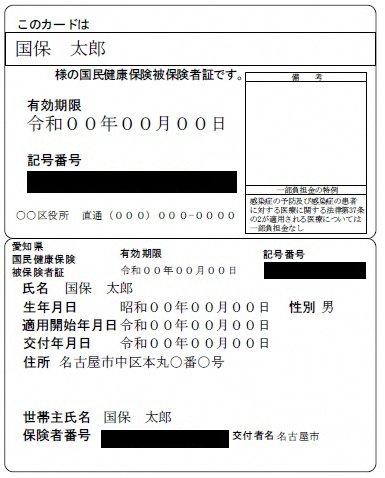 このカードは
国保 太郎
様の国民健康保険被保険者証です。
備 考
有効期限
令和００年００月００日
記号番号
一部負担金の特例
感染症の予防及び感染症の患者
に対する医療に関する法律第37条
の2が適用される医療については
一部負担金なし
○○区役所 直通（０００）０００-００００
愛知県
国民健康保険
被保険者証
有効期限
令和００年００月００日
記号番号
氏名 国保 太郎
生年月日 昭和００年００月００日 性別 男
適用開始年月日 令和００年００月００日
交付年月日 令和００年００月００日
住所 名古屋市中区本丸○番○号
世帯主氏名 国保 太郎
保険者番号 交付者名 名古屋市